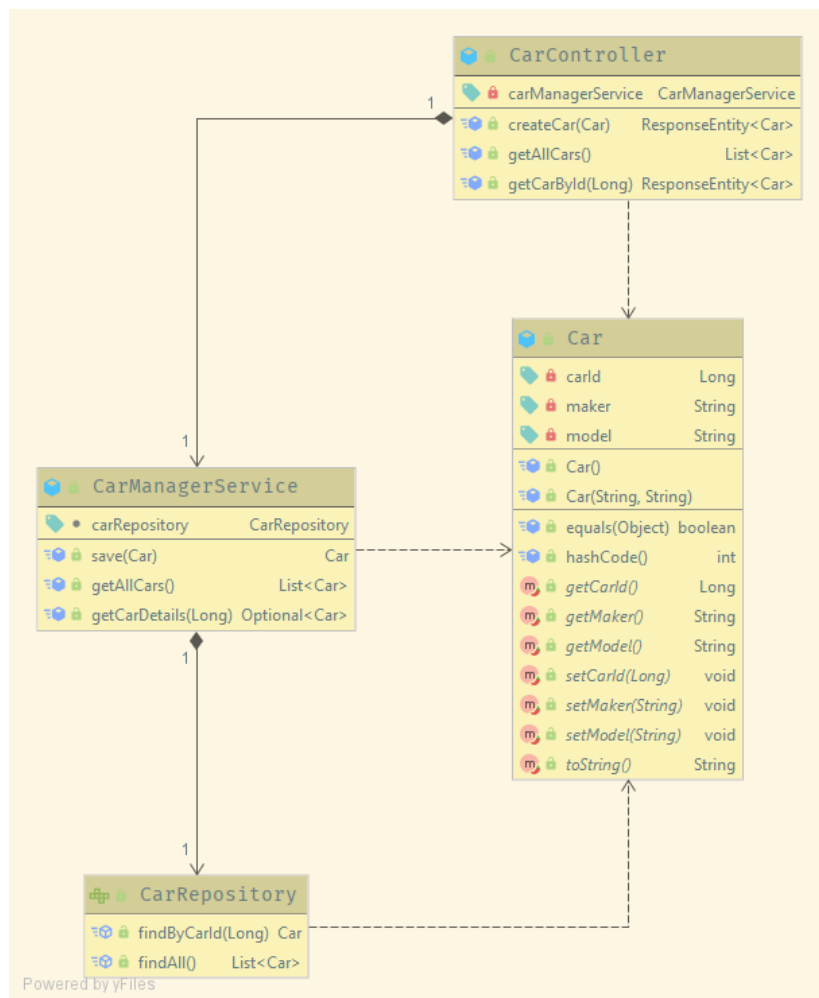 CarController
carManagerService CarManagerService
1
createCar(Car) ResponseEntity<Car>
getAllCars() List<Car>
getCarById(Long) ResponseEntity<Car>
Car
carId Long
maker String
model String
1
Car()
CarManagerService
Car(String, String)
carRepository CarRepository
equals(Object) boolean
save(Car) Car
hashCode() int
getAllCars() List<Car>
getCarId() Long
getCarDetails(Long) Optional<Car>
getMaker() String
getModel() String
1
setCarId(Long) void
setMaker(String) void
setModel(String) void
toString() String
1
CarRepository
findByCarId(Long) Car
findAll() List<Car>
Powered by yFiles